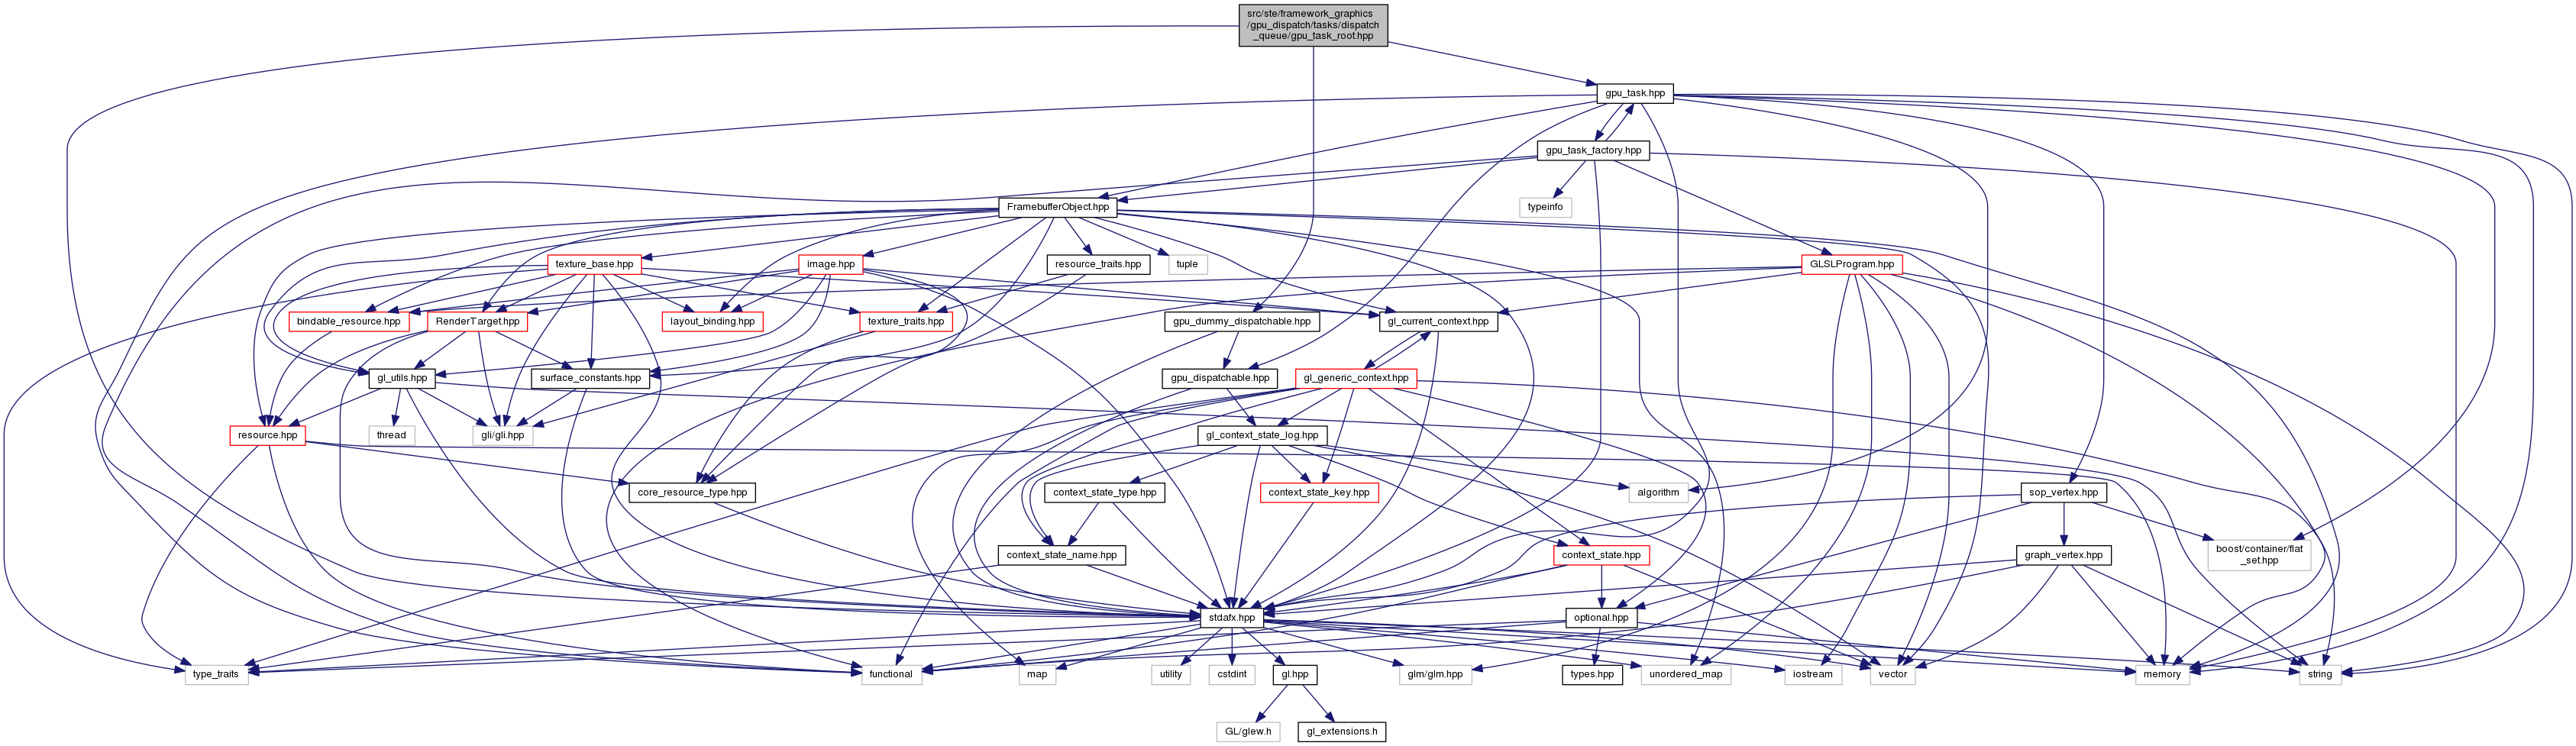 src/ste/framework_graphics
/gpu_dispatch/tasks/dispatch
_queue/gpu_task_root.hpp
gpu_task.hpp
gpu_task_factory.hpp
typeinfo
FramebufferObject.hpp
texture_base.hpp
image.hpp
resource_traits.hpp
tuple
GLSLProgram.hpp
bindable_resource.hpp
RenderTarget.hpp
layout_binding.hpp
texture_traits.hpp
gpu_dummy_dispatchable.hpp
gl_current_context.hpp
gl_utils.hpp
surface_constants.hpp
gpu_dispatchable.hpp
gl_generic_context.hpp
resource.hpp
thread
gli/gli.hpp
gl_context_state_log.hpp
core_resource_type.hpp
context_state_type.hpp
context_state_key.hpp
algorithm
sop_vertex.hpp
context_state_name.hpp
context_state.hpp
graph_vertex.hpp
boost/container/flat
_set.hpp
stdafx.hpp
optional.hpp
type_traits
functional
map
utility
cstdint
gl.hpp
glm/glm.hpp
types.hpp
unordered_map
iostream
vector
memory
string
GL/glew.h
gl_extensions.h